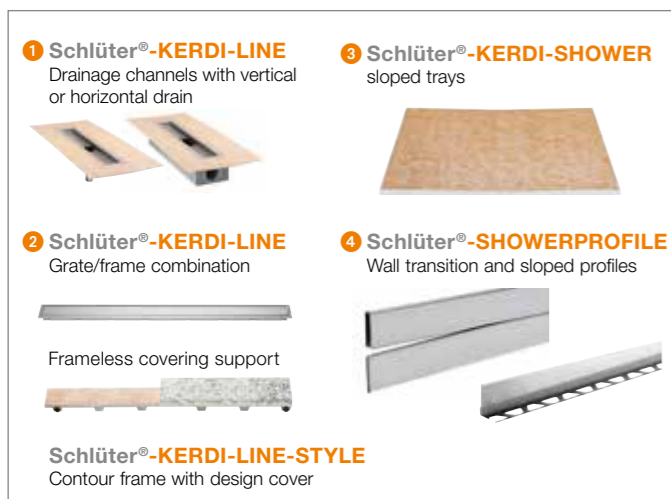 1 Schlüter®-KERDI-LINE
Drainage channels with vertical
or horizontal drain
2 Schlüter®-KERDI-LINE
Grate/frame combination
Frameless covering support
Schlüter®-KERDI-LINE-STYLE
Contour frame with design cover
3 Schlüter®-KERDI-SHOWER
sloped trays
4 Schlüter®-SHOWERPROFILE
Wall transition and sloped profiles